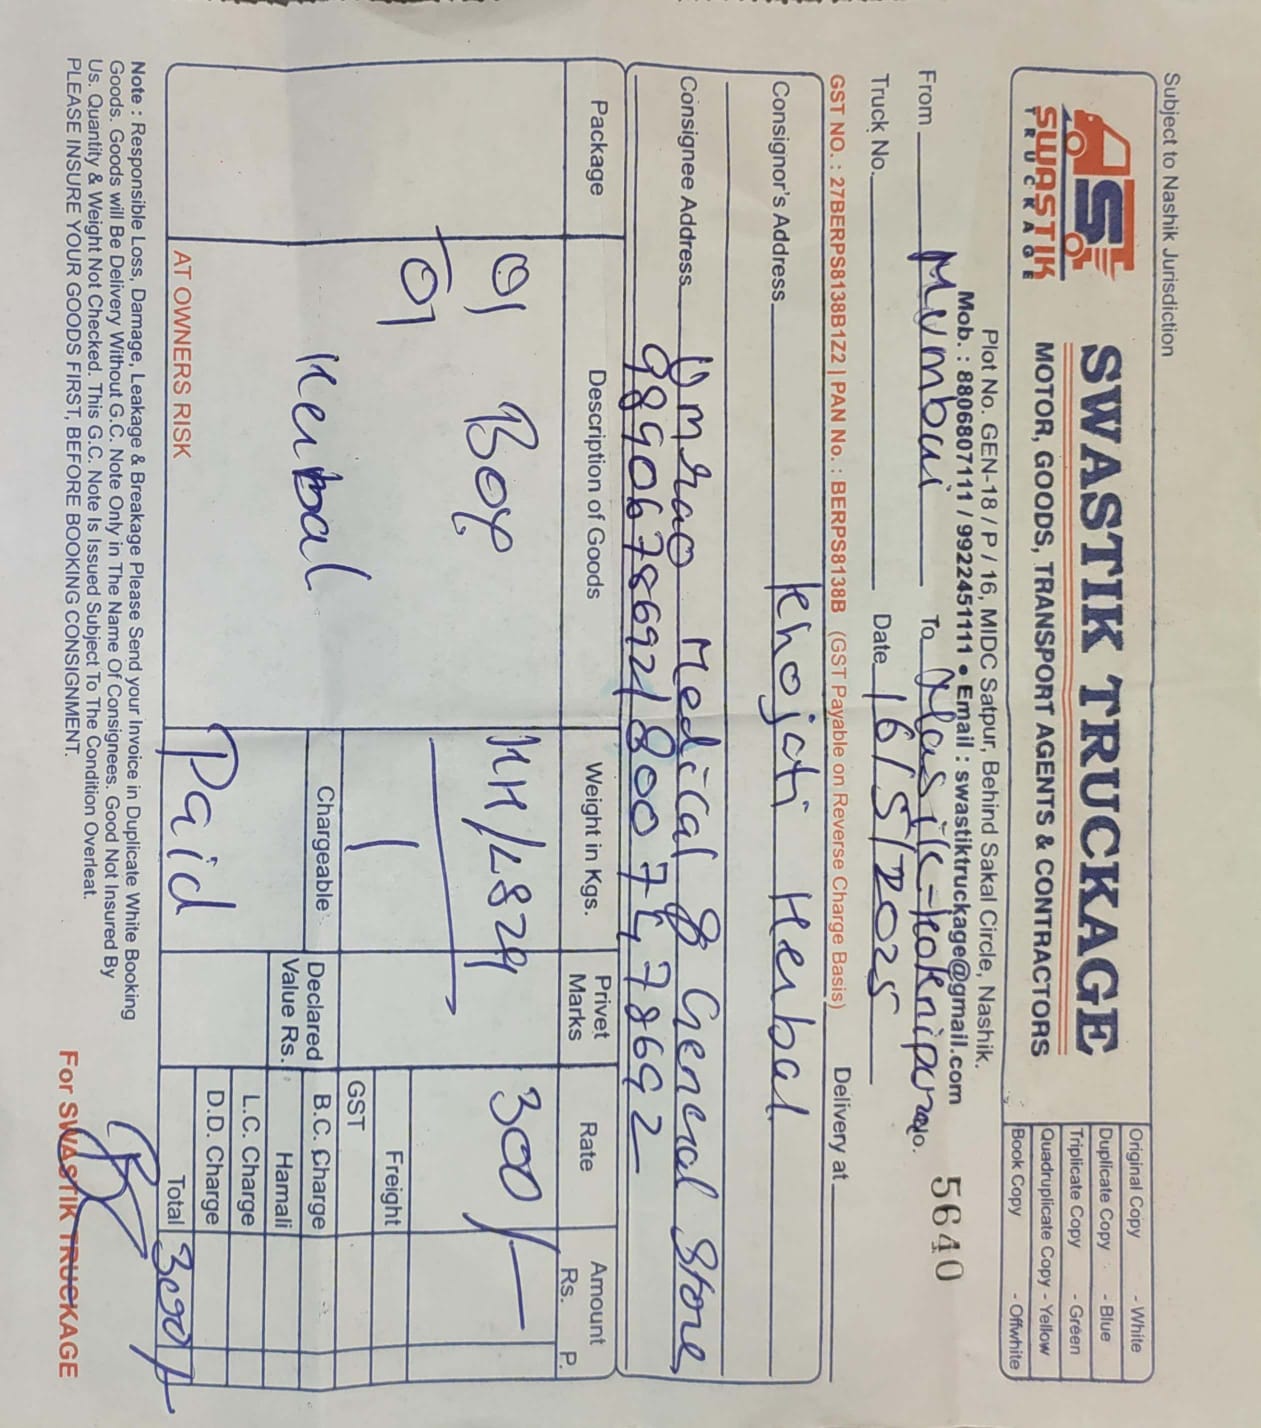 Subject to Nashik Jurisdiction
SWASTIK
TRUCKAGE
SWASTIK TRUCKAGE
MOTOR, GOODS, TRANSPORT AGENTS & CONTRACTORS
Plot No. GEN-18 / P / 16, MIDC Satpur, Behind Sakal Circle, Nashik.
Mob. : 8806807111 / 9922451111 • Email : swastiktruckage@gmail.com
Original Copy - White
Duplicate Copy - Blue
Triplicate Copy - Green
Quadruplicate Copy - Yellow
Book Copy - Offwhite
From Mumbai To Nasik-Koknipura No. 5640
Truck No. Date 16/5/2025
GST NO. : 27BERPS8138B1Z2 | PAN No. : BERPS8138B (GST Payable on Reverse Charge Basis) Delivery at
Consignor's Address Khojati Herbal
Consignee Address Umrao Medical & General Store
9890678692/8007478692
Package Description of Goods Weight in Kgs. Privet Marks Rate Amount Rs. P.
01 Box 300/-
01
Herbal
Freight
GST
Chargeable Declared Value Rs. B.C. Charge
Hamali
L.C. Charge
D.D. Charge
AT OWNERS RISK Paid Total 300/-
Note : Responsible Loss, Damage, Leakage & Breakage Please Send your Invoice in Duplicate White Booking
Goods. Goods will Be Delivery Without G.C. Note Only in The Name Of Consignees. Good Not Insured By
Us. Quantity & Weight Not Checked. This G.C. Note Is Issued Subject To The Condition Overleat.
PLEASE INSURE YOUR GOODS FIRST, BEFORE BOOKING CONSIGNMENT.
For SWASTIK TRUCKAGE